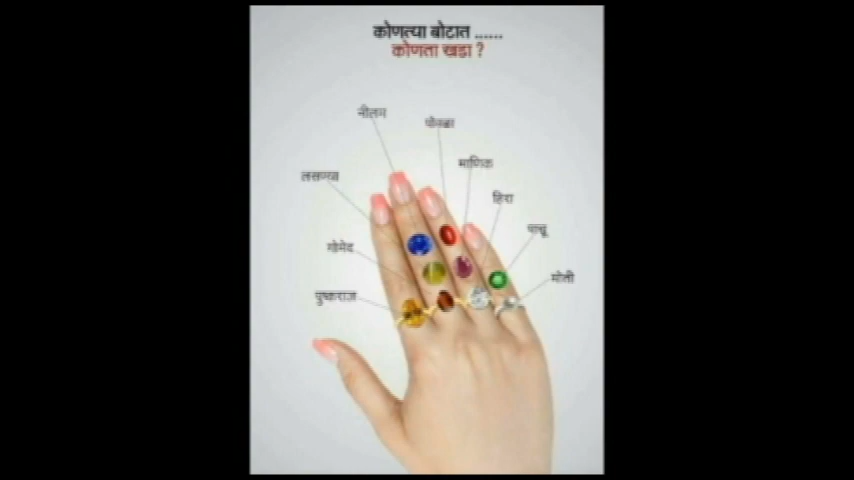 कोणत्या बोटात ......
कोणता खडा ?
नीलम
पोवळा
माणिक
लसण्या
हिरा
पाचू
गोमेद
मोती
पुष्कराज